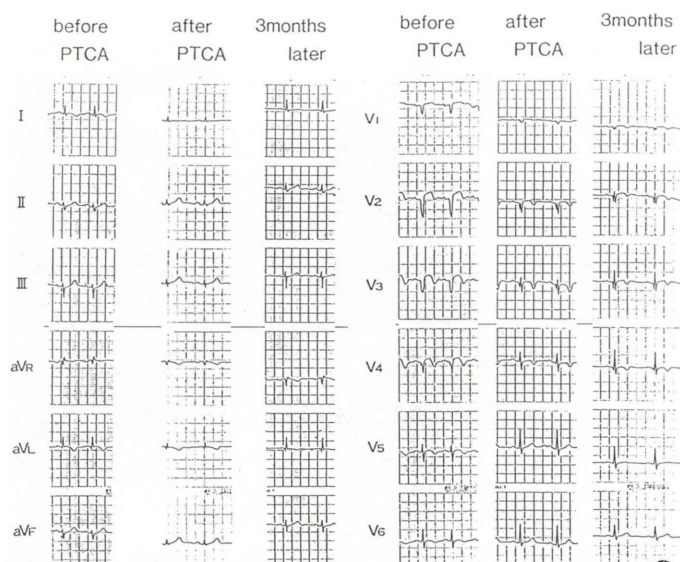 before after 3months before after 3months
PTCA PTCA later PTCA PTCA later
I V1
II V2
III V3
aVR V4
aVL V5
aVF V6